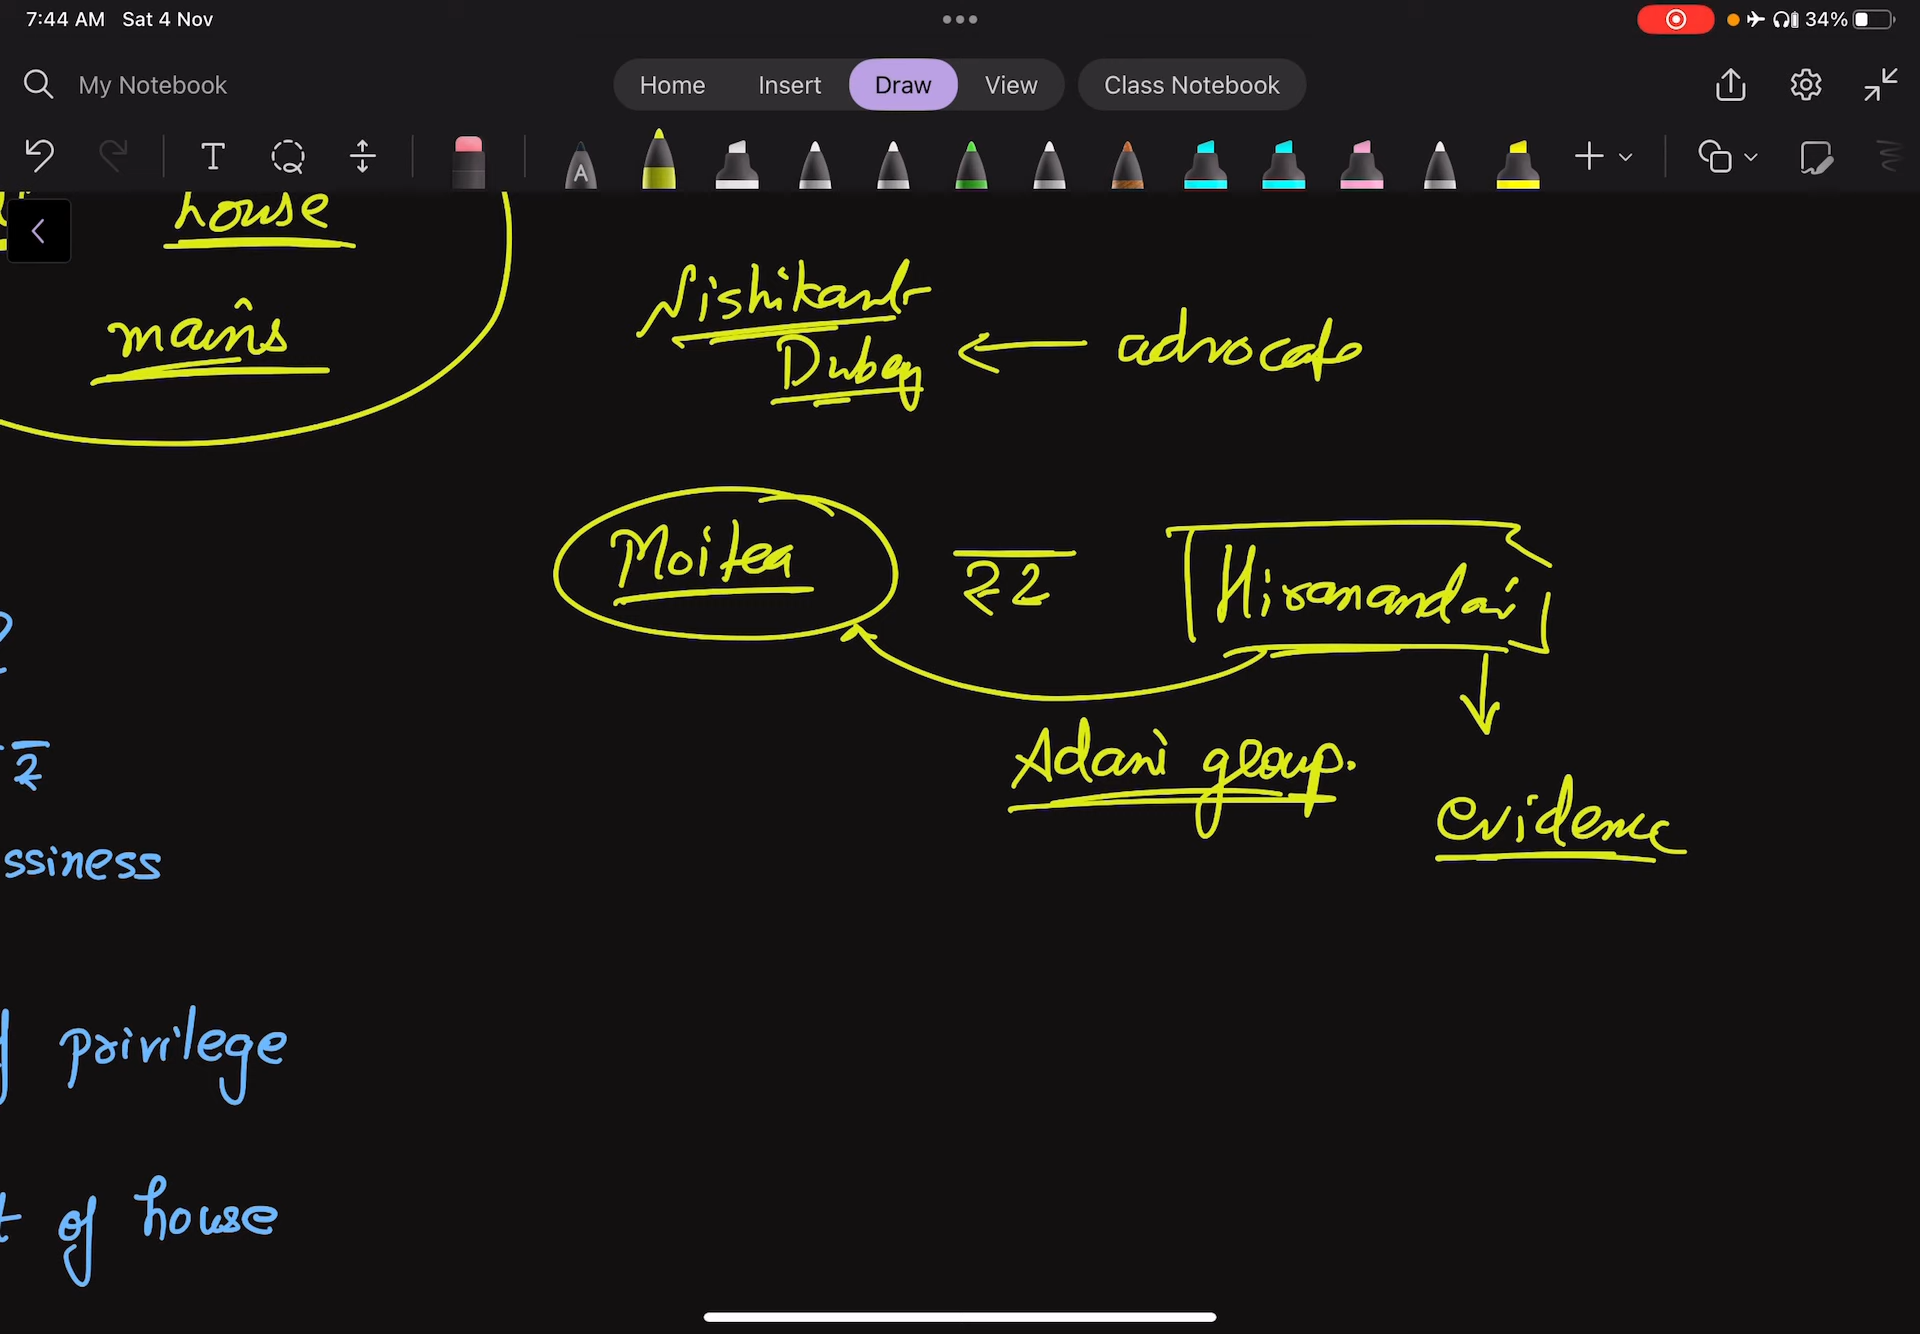 7:44 AM Sat 4 Nov
34%
My Notebook
Home Insert Draw View Class Notebook
T
A
house
mains
Nishikant
Dubey ← advocate
Moitea
Hiranandani
Adani group.
evidence
ssiness
privilege
of house